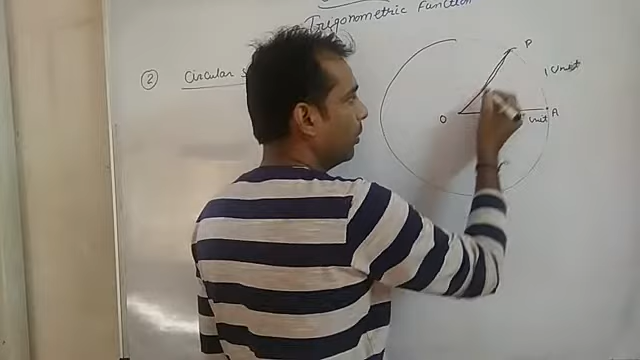 Trigonometric Function
② Circular
P
1 Unit
O
unit A